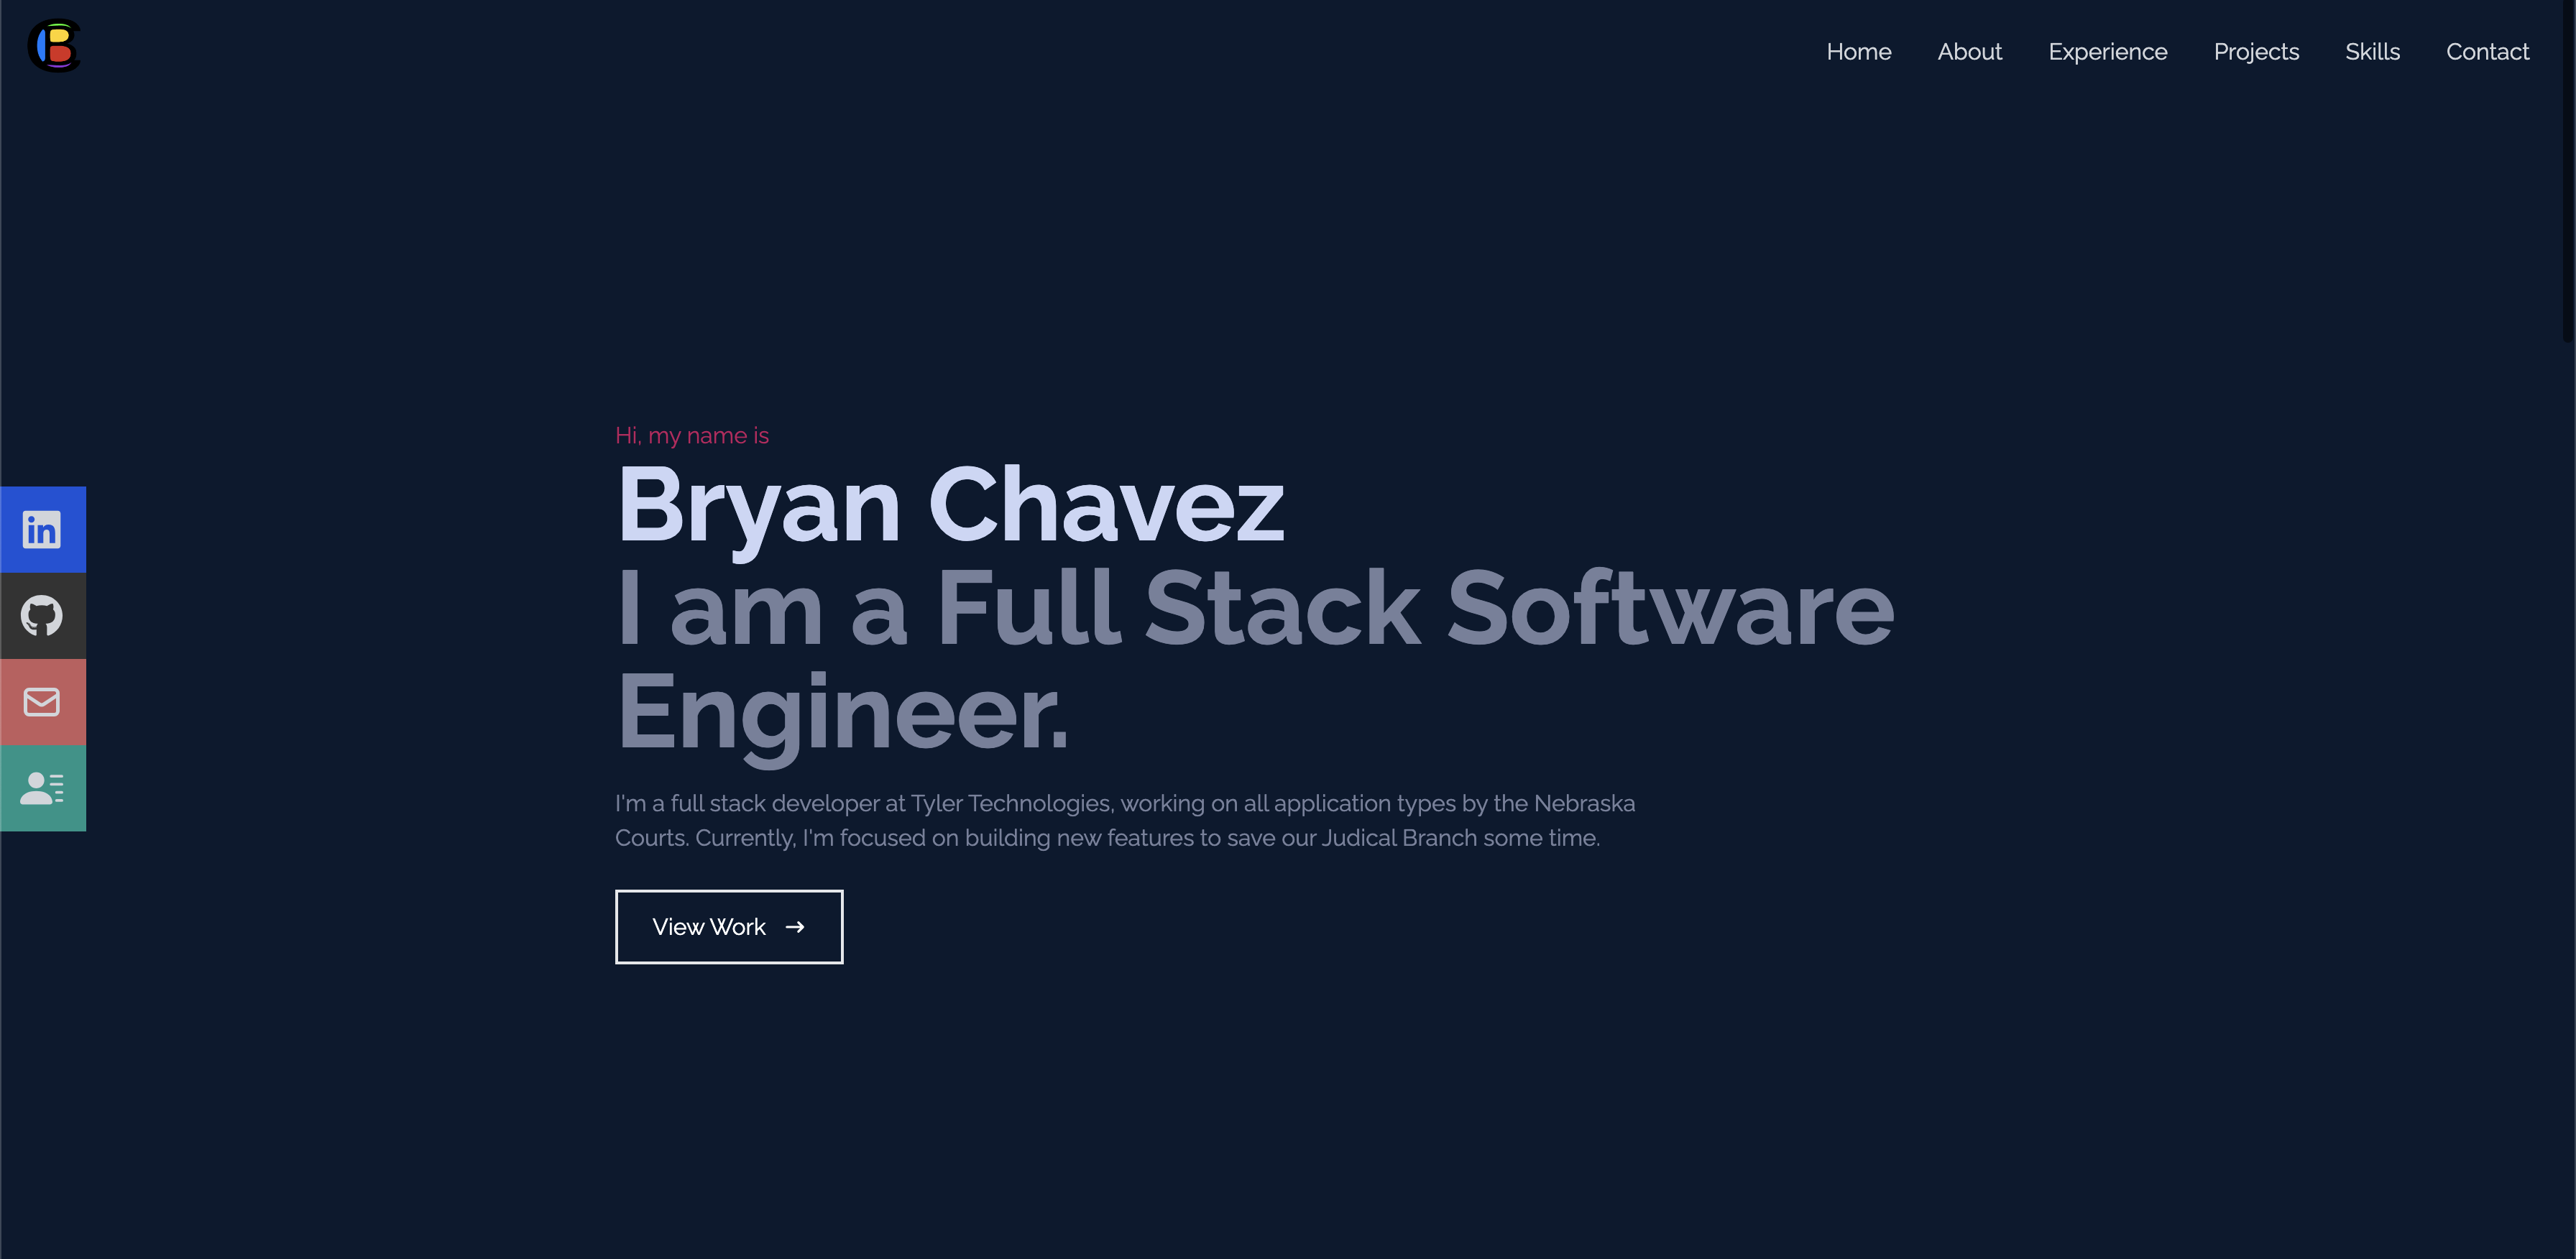 CB
Home About Experience Projects Skills Contact
Hi, my name is
Bryan Chavez
I am a Full Stack Software
Engineer.
in
I'm a full stack developer at Tyler Technologies, working on all application types by the Nebraska
Courts. Currently, I'm focused on building new features to save our Judical Branch some time.
View Work →